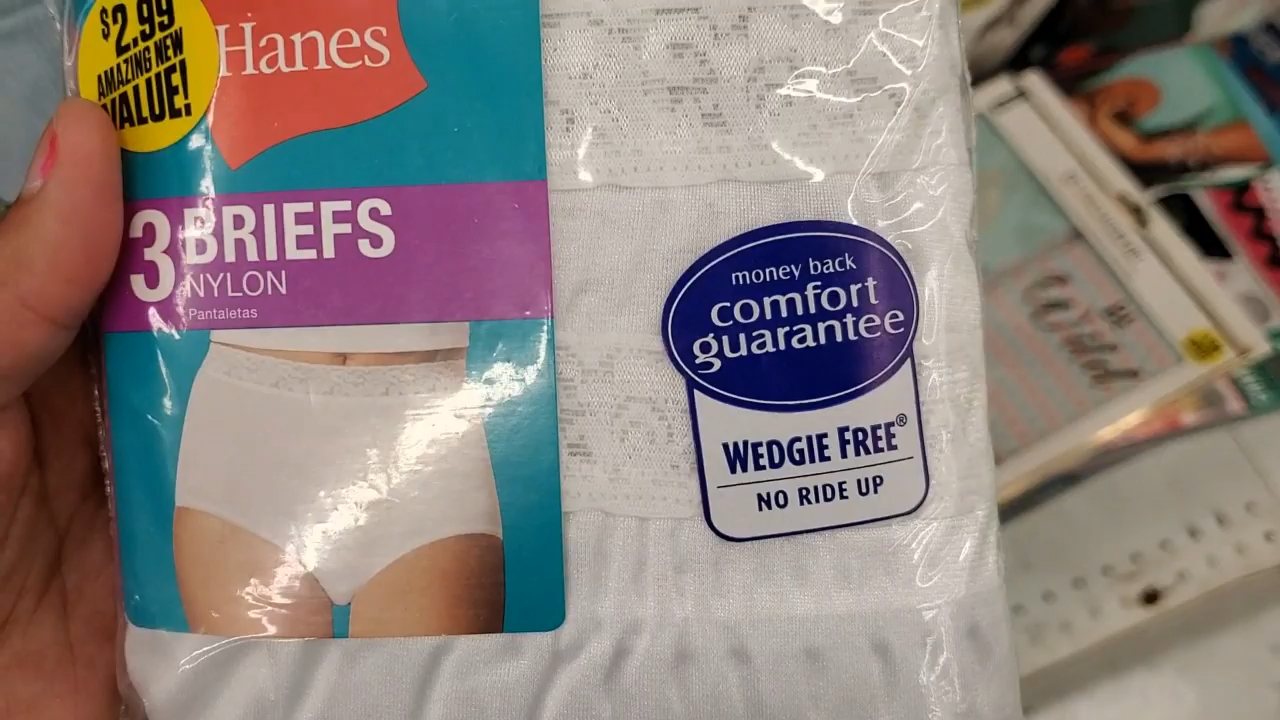 $2.99
AMAZING NEW
VALUE!
Hanes
3 BRIEFS
NYLON
Pantaletas
money back
comfort
guarantee
WEDGIE FREE®
NO RIDE UP
Wild